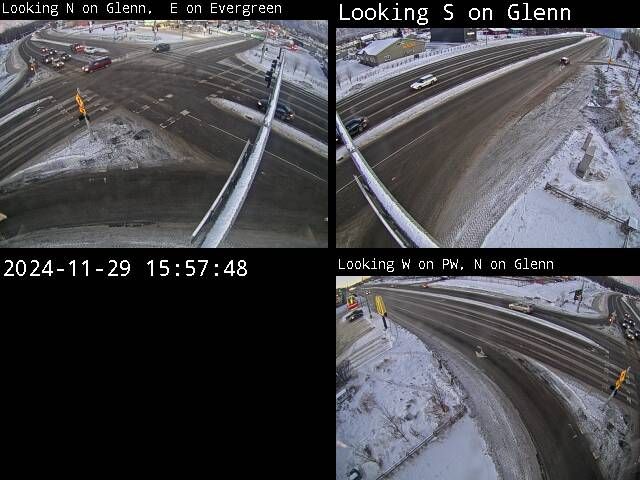 Looking N on Glenn,  E on Evergreen
Looking S on Glenn
2024-11-29 15:57:48
Looking W on PW, N on Glenn